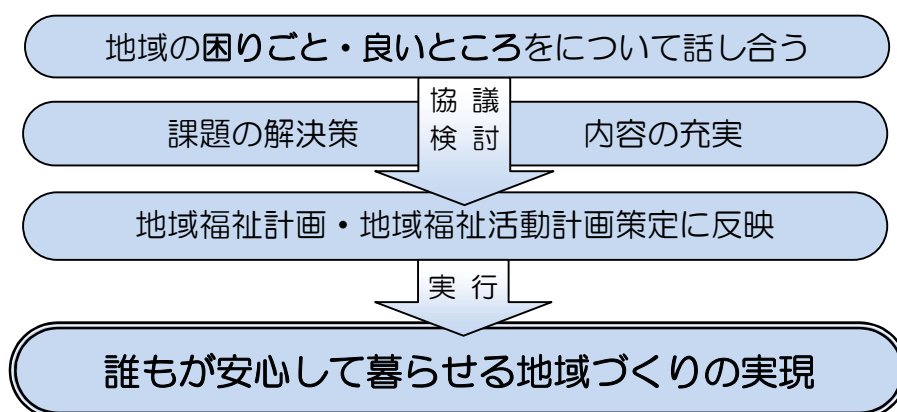 地域の困りごと・良いところをについて話し合う
協 議
検 討
課題の解決策
内容の充実
地域福祉計画・地域福祉活動計画策定に反映
実 行
誰もが安心して暮らせる地域づくりの実現